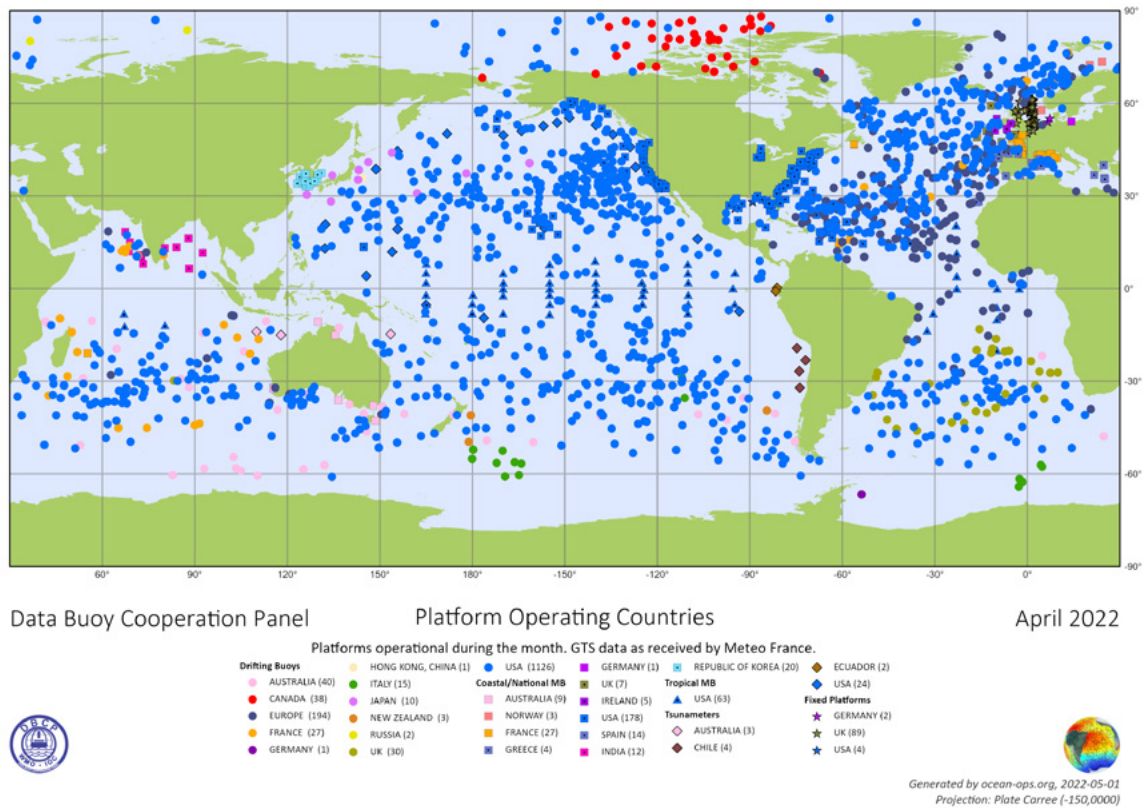 90°
60°
30°
0°
-30°
-60°
-90°
60° 90° 120° 150° 180° -150° -120° -90° -60° -30° 0°
Data Buoy Cooperation Panel Platform Operating Countries April 2022
Platforms operational during the month. GTS data as received by Meteo France.
Drifting Buoys
AUSTRALIA (40)
CANADA (38)
EUROPE (194)
FRANCE (27)
GERMANY (1)
HONG KONG, CHINA (1)
ITALY (15)
JAPAN (10)
NEW ZEALAND (3)
RUSSIA (2)
UK (30)
USA (1126)
Coastal/National MB
AUSTRALIA (9)
NORWAY (3)
FRANCE (27)
GREECE (4)
GERMANY (1)
UK (7)
IRELAND (5)
USA (178)
SPAIN (14)
INDIA (12)
REPUBLIC OF KOREA (20)
Tropical MB
USA (63)
Tsunameters
AUSTRALIA (3)
CHILE (4)
ECUADOR (2)
USA (24)
Fixed Platforms
GERMANY (2)
UK (89)
USA (4)
DBCP
WMO - IOC
Generated by ocean-ops.org, 2022-05-01
Projection: Plate Carree (-150,0000)